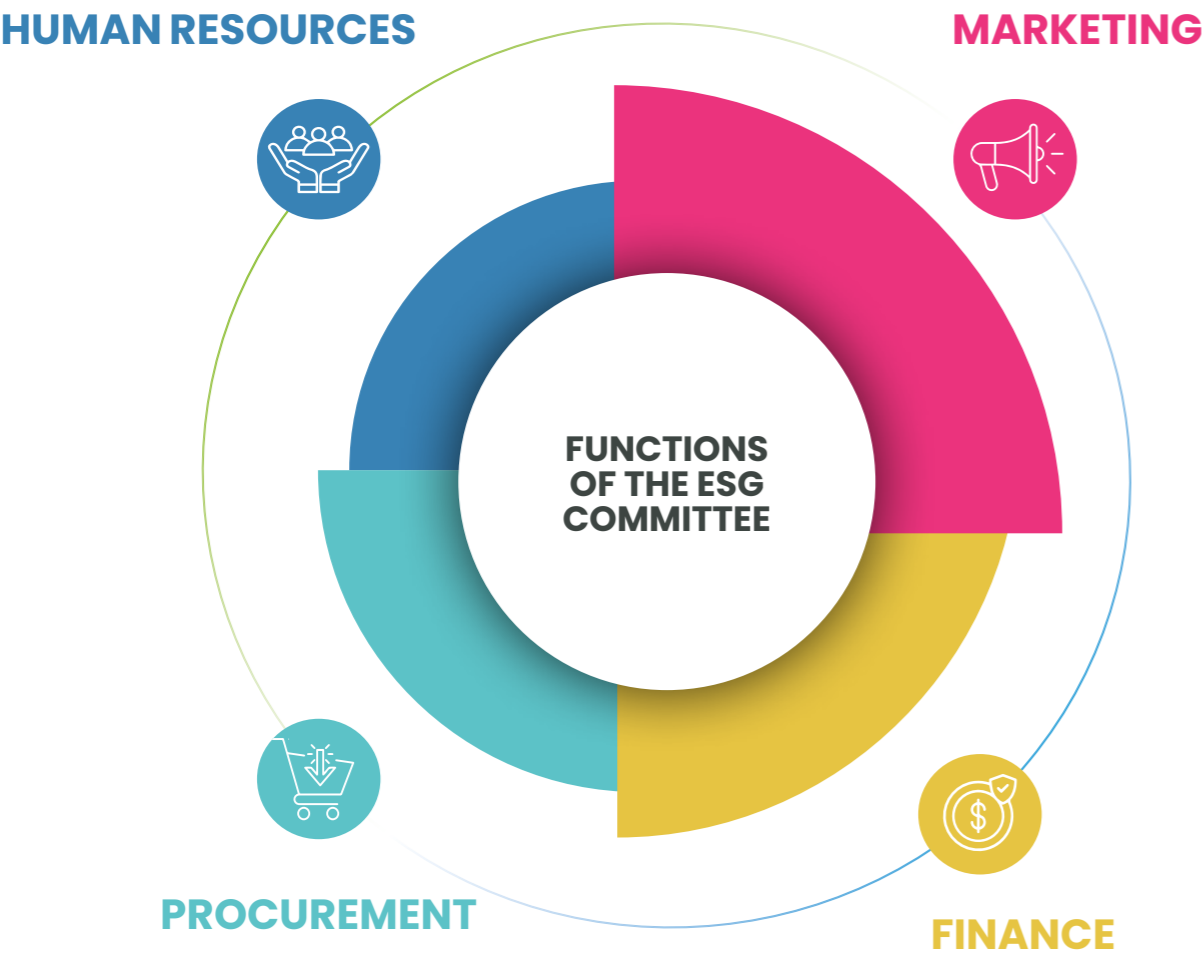 HUMAN RESOURCES
MARKETING
FUNCTIONS
OF THE ESG
COMMITTEE
$
PROCUREMENT
FINANCE